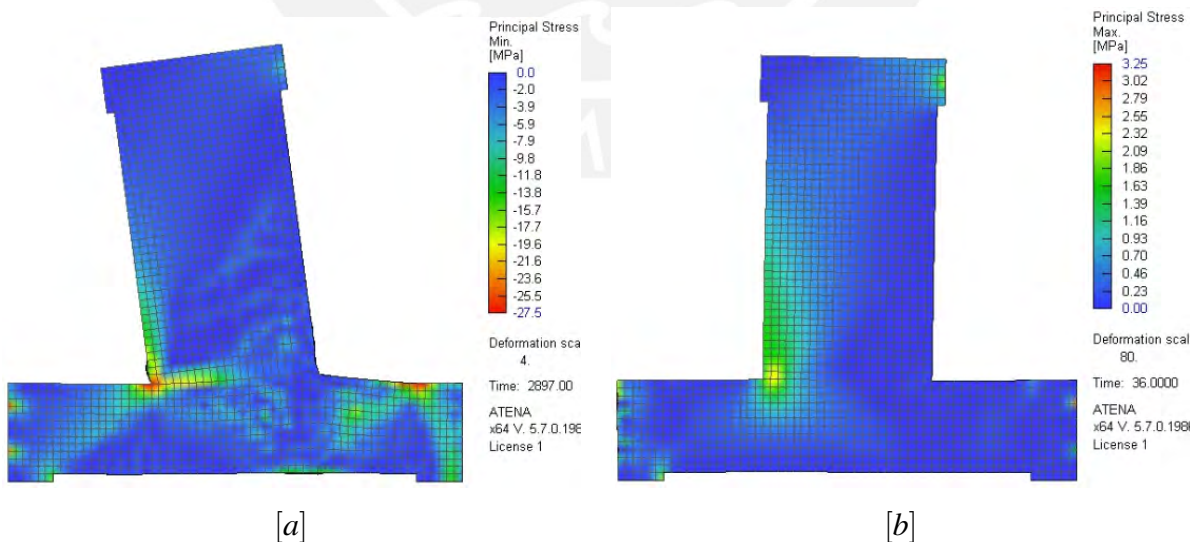 Principal Stress
Min.
[MPa]
0.0
-2.0
-3.9
-5.9
-7.9
-9.8
-11.8
-13.8
-15.7
-17.7
-19.6
-21.6
-23.6
-25.5
-27.5
Deformation sca
4.
Time: 2897.00
ATENA
x64 V. 5.7.0.198
License 1
[a]
Principal Stress
Max.
[MPa]
3.25
3.02
2.79
2.55
2.32
2.09
1.86
1.63
1.39
1.16
0.93
0.70
0.46
0.23
0.00
Deformation scal
80.
Time: 36.0000
ATENA
x64 V. 5.7.0.198
License 1
[b]